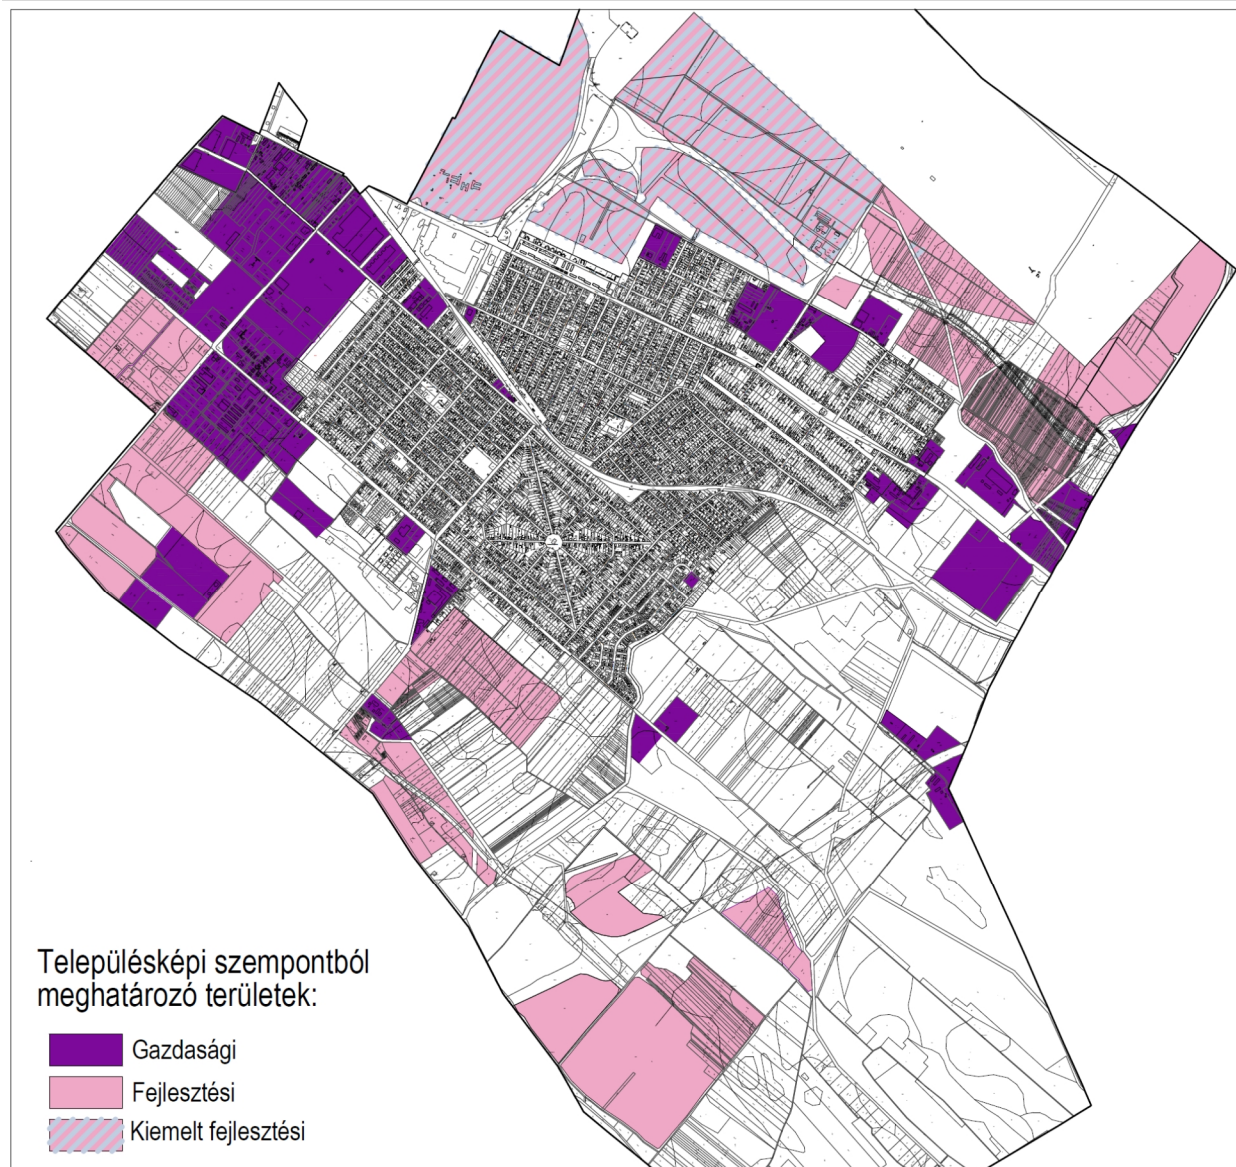 Településképi szempontból
meghatározó területek:
Gazdasági
Fejlesztési
Kiemelt fejlesztési